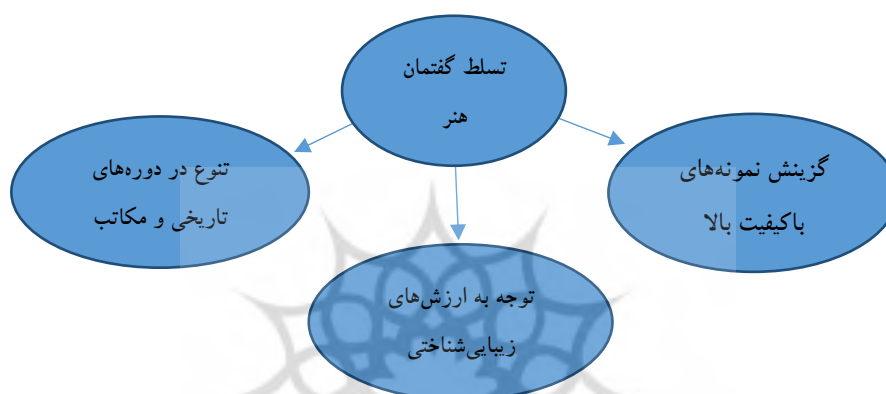 تسلط گفتمان
هنر
گزینش نمونه‌های
باکیفیت بالا
تنوع در دوره‌های
تاریخی و مکاتب
توجه به ارزش‌های
زیبایی‌شناختی